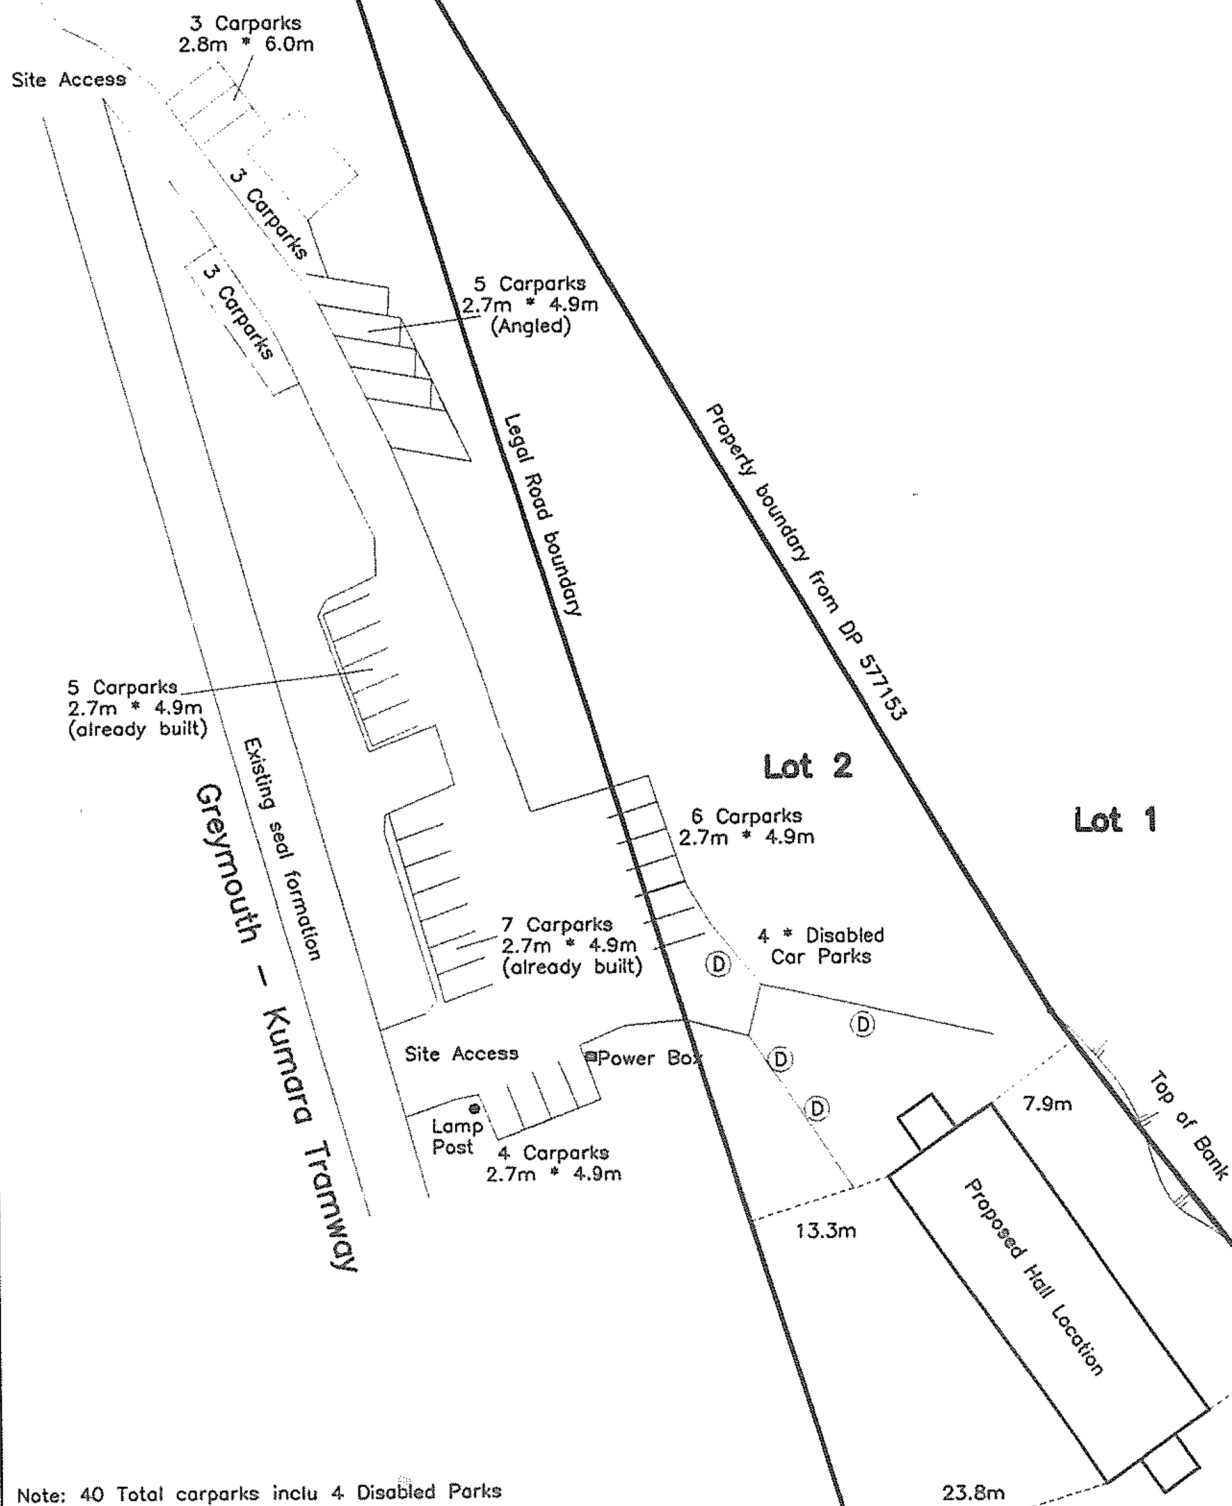 3 Carparks
2.8m * 6.0m
Site Access
3 Carparks
3 Carparks
5 Carparks
2.7m * 4.9m
(Angled)
Legal Road boundary
Property boundary from DP 577153
5 Carparks
2.7m * 4.9m
(already built)
Existing seal formation
Greymouth - Kumara Tramway
Lot 2
Lot 1
6 Carparks
2.7m * 4.9m
7 Carparks
2.7m * 4.9m
(already built)
4 * Disabled
Car Parks
D
D
D
D
Site Access
Power Box
Lamp
Post
4 Carparks
2.7m * 4.9m
7.9m
Top of Bank
13.3m
Proposed Hall Location
23.8m
Note: 40 Total carparks inclu 4 Disabled Parks